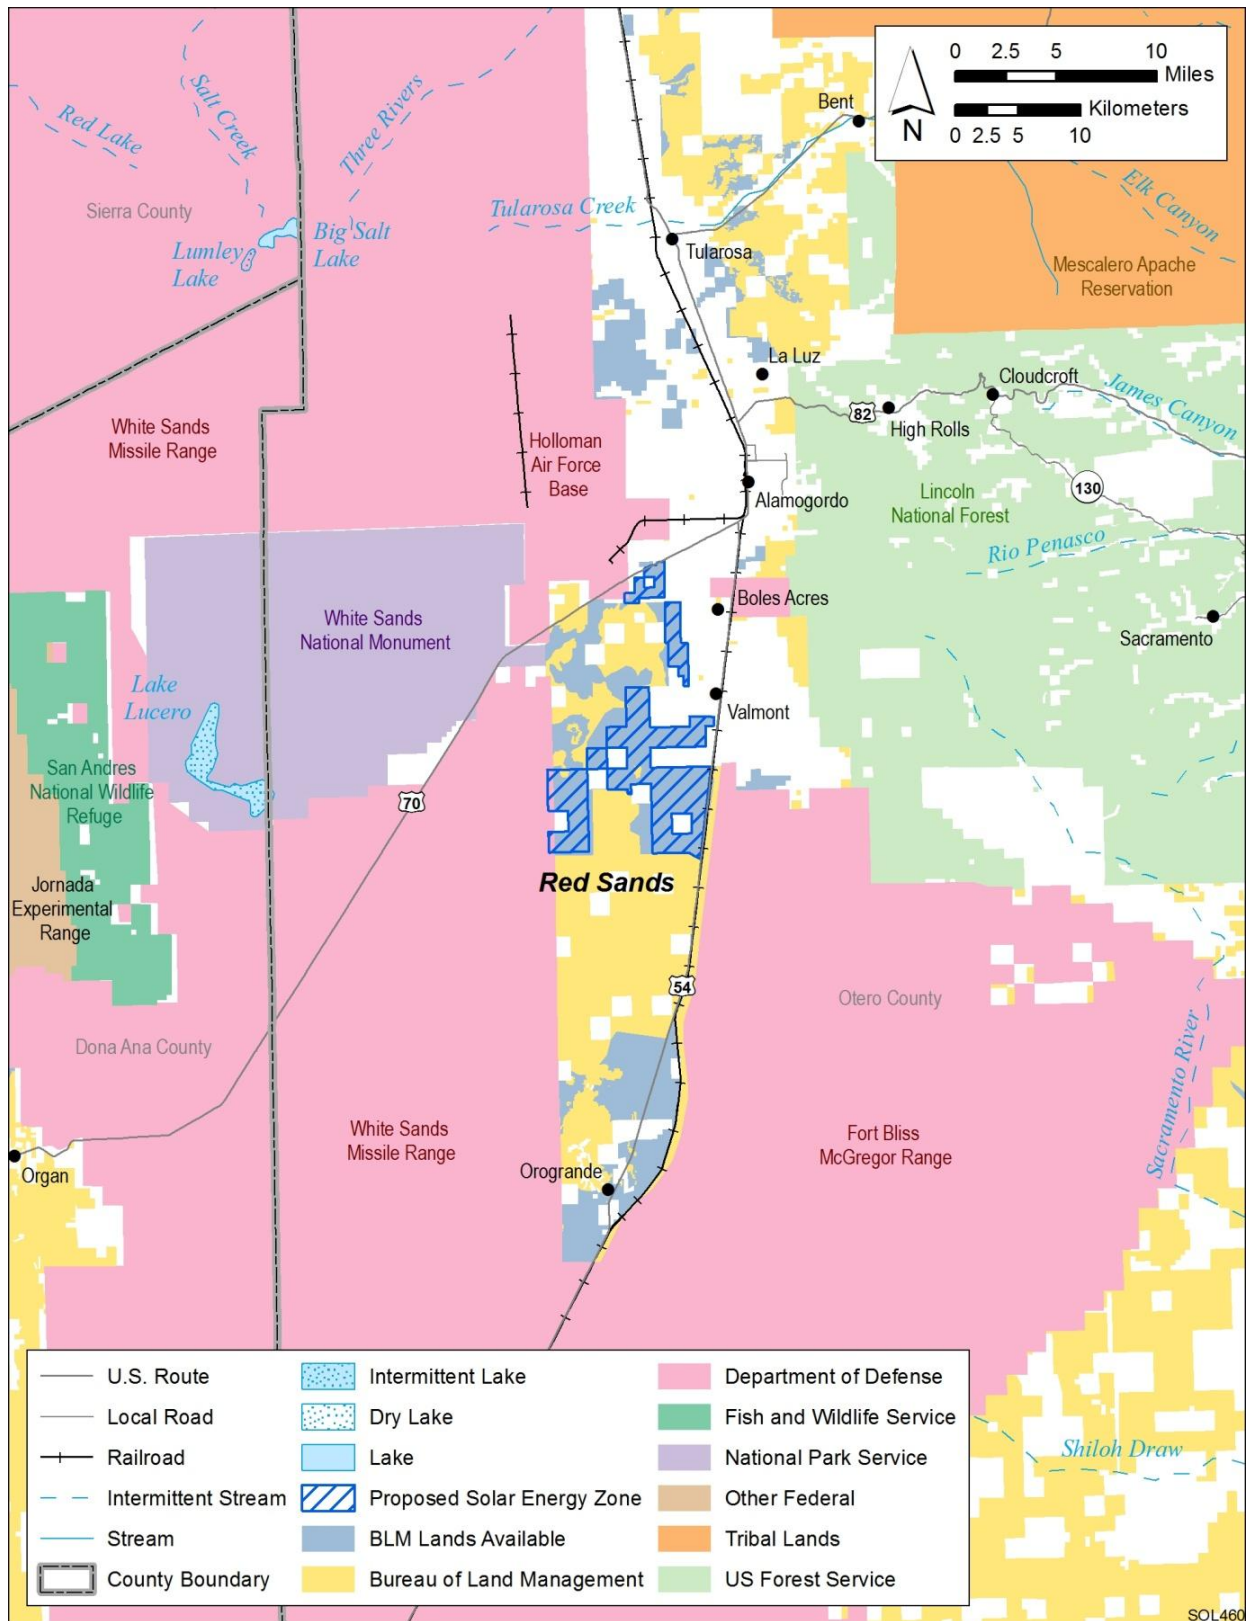 0 2.5 5 10
Miles
Kilometers
0 2.5 5 10
N
Bent
Red Lake
Salt Creek
Three Rivers
Elk Canyon
Sierra County
Tularosa Creek
Big Salt
Lake
Lumley
Lake
Tularosa
Mescalero Apache
Reservation
La Luz
Cloudcroft
James Canyon
82
High Rolls
White Sands
Missile Range
Holloman
Air Force
Base
Alamogordo
130
Lincoln
National Forest
Rio Penasco
White Sands
National Monument
Boles Acres
Sacramento
Lake
Lucero
Valmont
San Andres
National Wildlife
Refuge
70
Red Sands
Jornada
Experimental
Range
54
Otero County
Dona Ana County
Sacramento River
White Sands
Missile Range
Fort Bliss
McGregor Range
Organ
Orogrande
U.S. Route
Local Road
Railroad
Intermittent Stream
Stream
County Boundary
Intermittent Lake
Dry Lake
Lake
Proposed Solar Energy Zone
BLM Lands Available
Bureau of Land Management
Department of Defense
Fish and Wildlife Service
National Park Service
Other Federal
Tribal Lands
US Forest Service
Shiloh Draw
SOL460